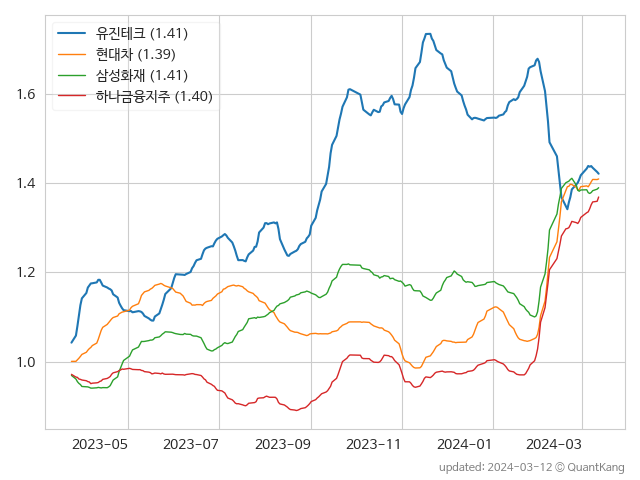 유진테크 (1.41)
현대차 (1.39)
삼성화재 (1.41)
하나금융지주 (1.40)
1.6
1.4
1.2
1.0
2023-05 2023-07 2023-09 2023-11 2024-01 2024-03
updated: 2024-03-12 © QuantKang